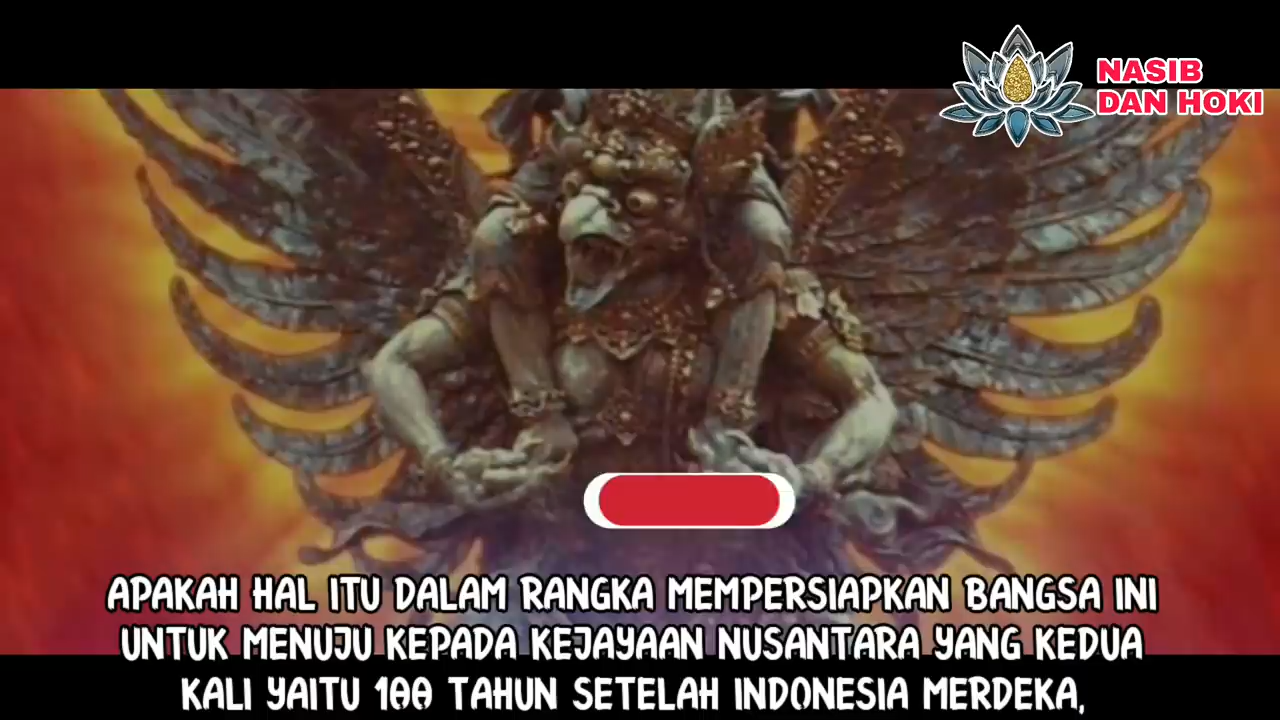 NASIB
DAN HOKI
APAKAH HAL ITU DALAM RANGKA MEMPERSIAPKAN BANGSA INI
UNTUK MENUJU KEPADA KEJAYAAN NUSANTARA YANG KEDUA
KALI YAITU 100 TAHUN SETELAH INDONESIA MERDEKA,